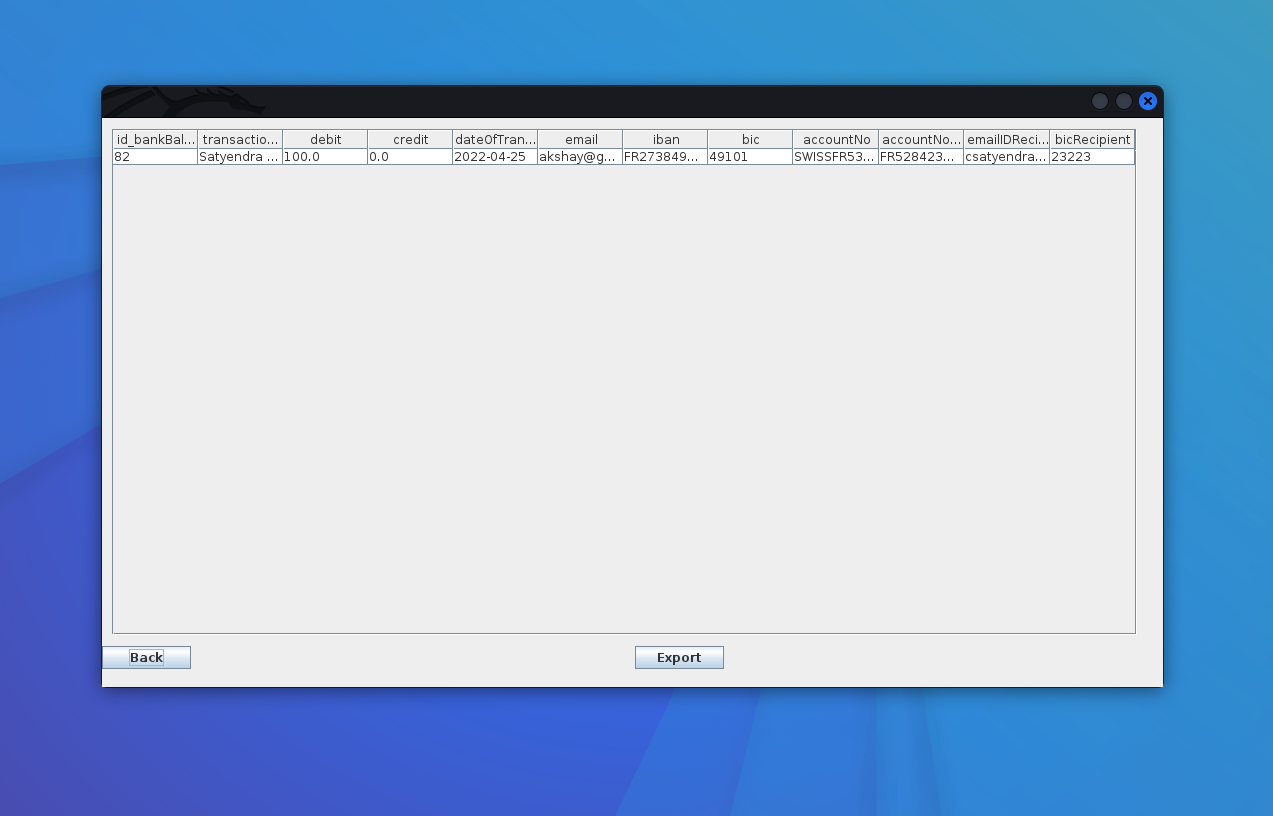 id_bankBal... transactio... debit credit dateOfTran... email iban bic accountNo accountNo... emailIDReci... bicRecipient
82 Satyendra ... 100.0 0.0 2022-04-25 akshay@g... FR273849... 49101 SWISSFR53... FR528423... csatyendra... 23223
Back Export